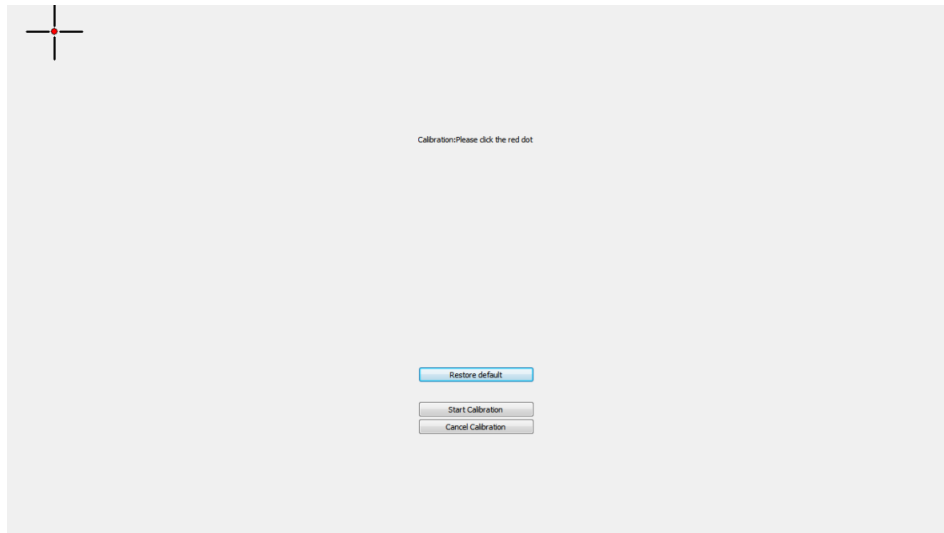 Calibration:Please click the red dot
Restore default
Start Calibration
Cancel Calibration